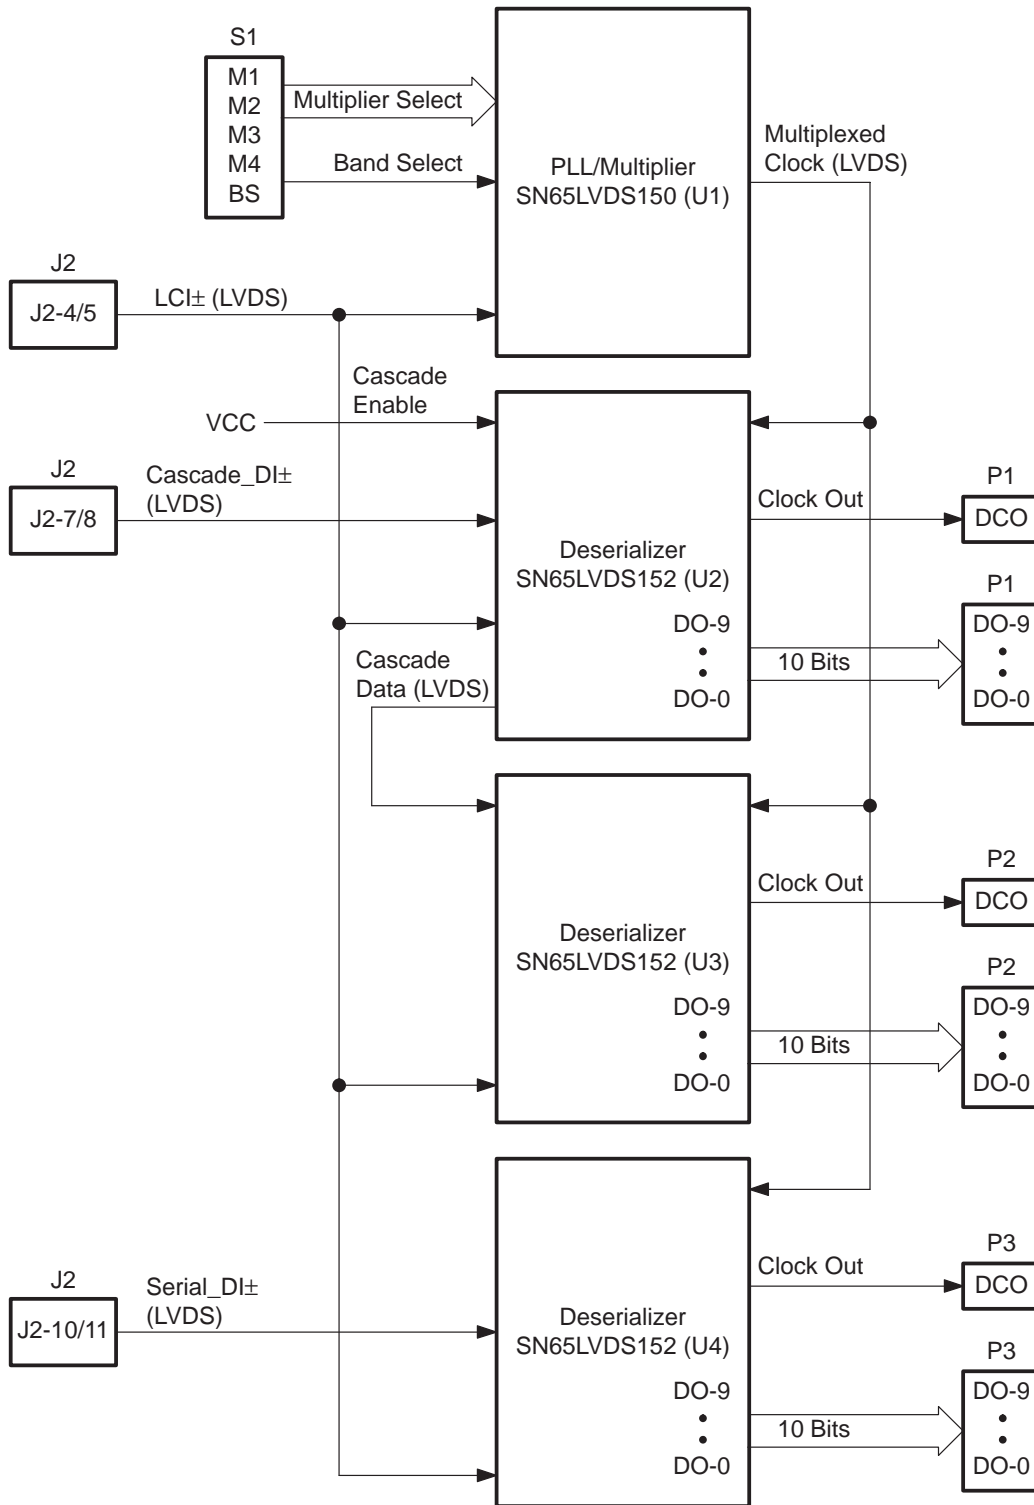 S1
M1
M2
M3
M4
BS
Multiplier Select
Band Select
PLL/Multiplier
SN65LVDS150 (U1)
Multiplexed
Clock (LVDS)
J2
J2-4/5
LCI± (LVDS)
Cascade
Enable
VCC
J2
J2-7/8
Cascade_DI±
(LVDS)
Deserializer
SN65LVDS152 (U2)
DO-9
DO-0
Clock Out
10 Bits
P1
DCO
P1
DO-9
DO-0
Cascade
Data (LVDS)
Deserializer
SN65LVDS152 (U3)
DO-9
DO-0
Clock Out
10 Bits
P2
DCO
P2
DO-9
DO-0
J2
J2-10/11
Serial_DI±
(LVDS)
Deserializer
SN65LVDS152 (U4)
DO-9
DO-0
Clock Out
10 Bits
P3
DCO
P3
DO-9
DO-0